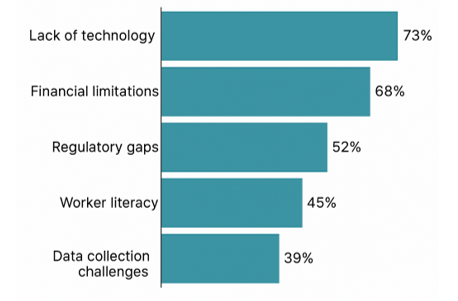 Lack of technology 73%
Financial limitations 68%
Regulatory gaps 52%
Worker literacy 45%
Data collection
challenges 39%